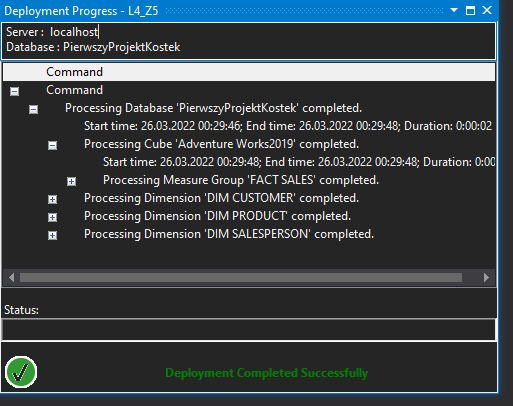 Deployment Progress - L4_Z5
Server : localhost
Database : PierwszyProjektKostek
Command
Command
Processing Database 'PierwszyProjektKostek' completed.
Start time: 26.03.2022 00:29:46; End time: 26.03.2022 00:29:48; Duration: 0:00:02
Processing Cube 'Adventure Works2019' completed.
Start time: 26.03.2022 00:29:48; End time: 26.03.2022 00:29:48; Duration: 0:00
Processing Measure Group 'FACT SALES' completed.
Processing Dimension 'DIM CUSTOMER' completed.
Processing Dimension 'DIM PRODUCT' completed.
Processing Dimension 'DIM SALESPERSON' completed.
Status:
Deployment Completed Successfully